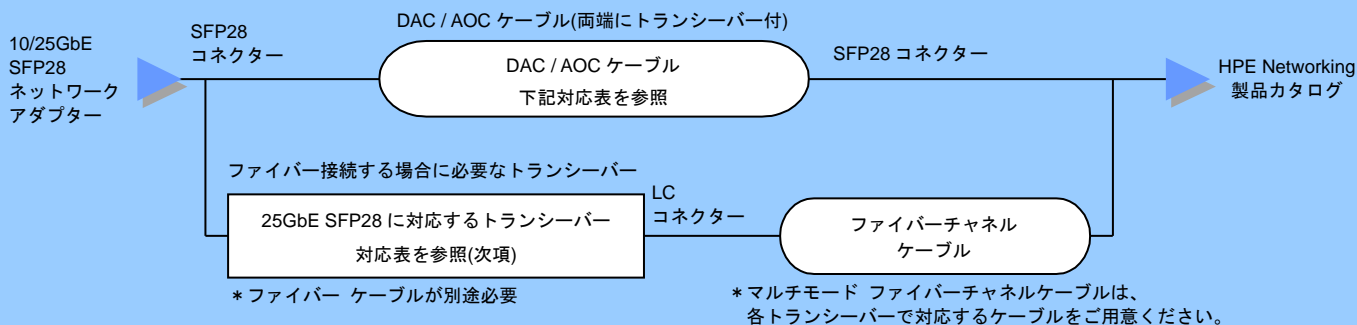 DAC / AOC ケーブル(両端にトランシーバー付)
10/25GbE
SFP28
ネットワーク
アダプター
SFP28
コネクター
DAC / AOC ケーブル
下記対応表を参照
SFP28 コネクター
HPE Networking
製品カタログ
ファイバー接続する場合に必要なトランシーバー
25GbE SFP28 に対応するトランシーバー
対応表を参照(次項)
LC
コネクター
ファイバーチャネル
ケーブル
＊ファイバー ケーブルが別途必要
＊マルチモード ファイバーチャネルケーブルは、
各トランシーバーで対応するケーブルをご用意ください。